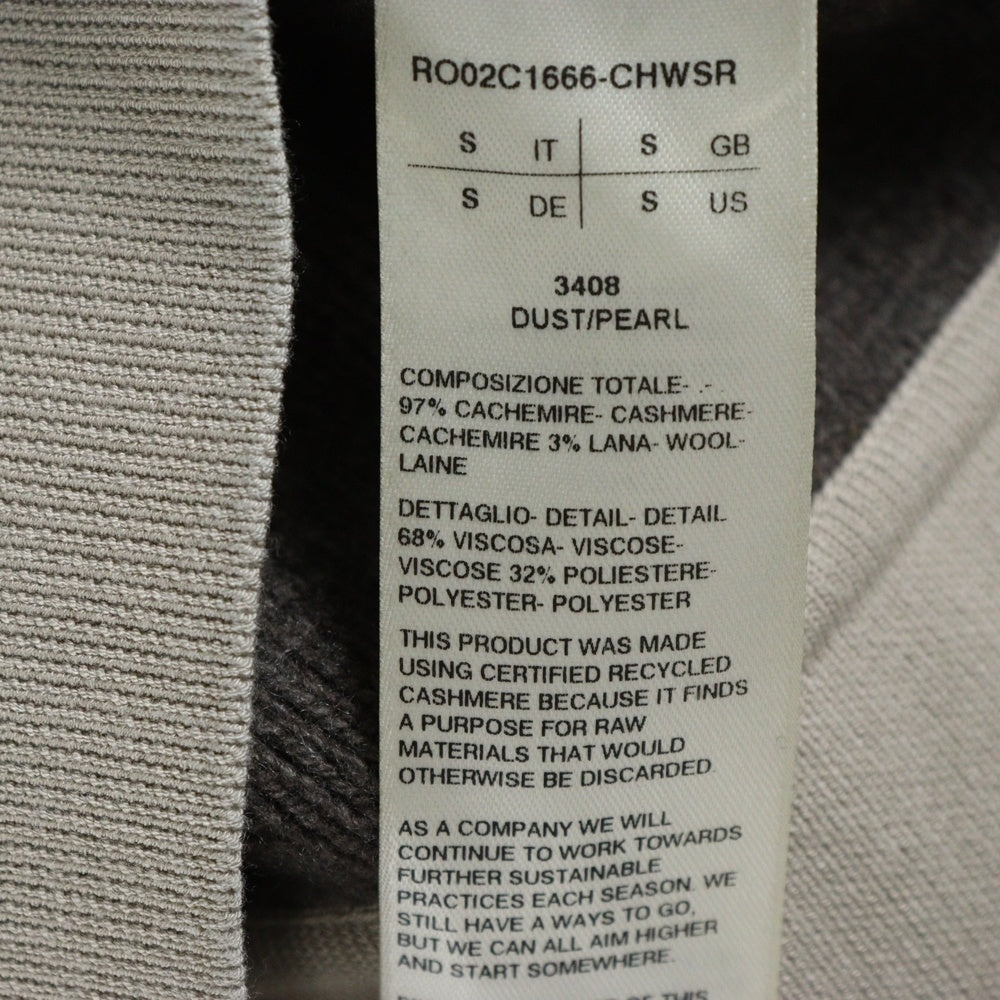 RO02C1666-CHWSR
S IT S GB
S DE S US
3408
DUST/PEARL
COMPOSIZIONE TOTALE- .-
97% CACHEMIRE- CASHMERE-
CACHEMIRE 3% LANA- WOOL-
LAINE
DETTAGLIO- DETAIL- DETAIL
68% VISCOSA- VISCOSE-
VISCOSE 32% POLIESTERE-
POLYESTER- POLYESTER
THIS PRODUCT WAS MADE
USING CERTIFIED RECYCLED
CASHMERE BECAUSE IT FINDS
A PURPOSE FOR RAW
MATERIALS THAT WOULD
OTHERWISE BE DISCARDED.
AS A COMPANY WE WILL
CONTINUE TO WORK TOWARDS
FURTHER SUSTAINABLE
PRACTICES EACH SEASON. WE
STILL HAVE A WAYS TO GO,
BUT WE CAN ALL AIM HIGHER
AND START SOMEWHERE.
OF THIS